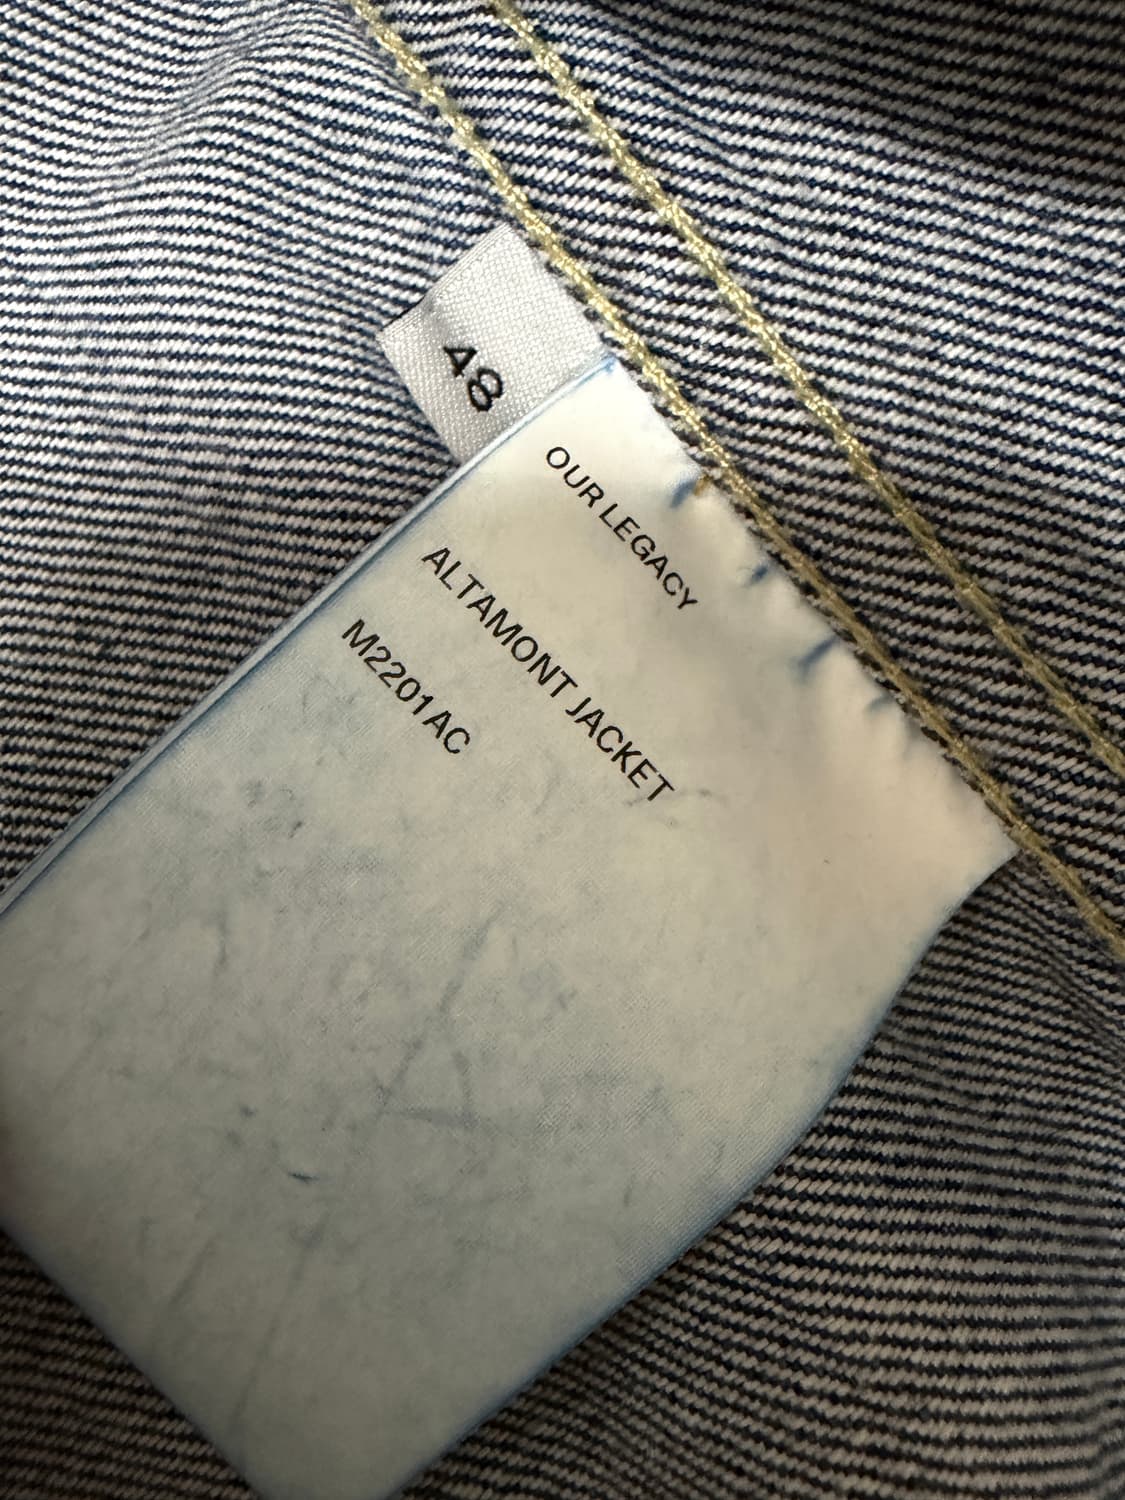 48
OUR LEGACY
ALTAMONT JACKET
M2201AC